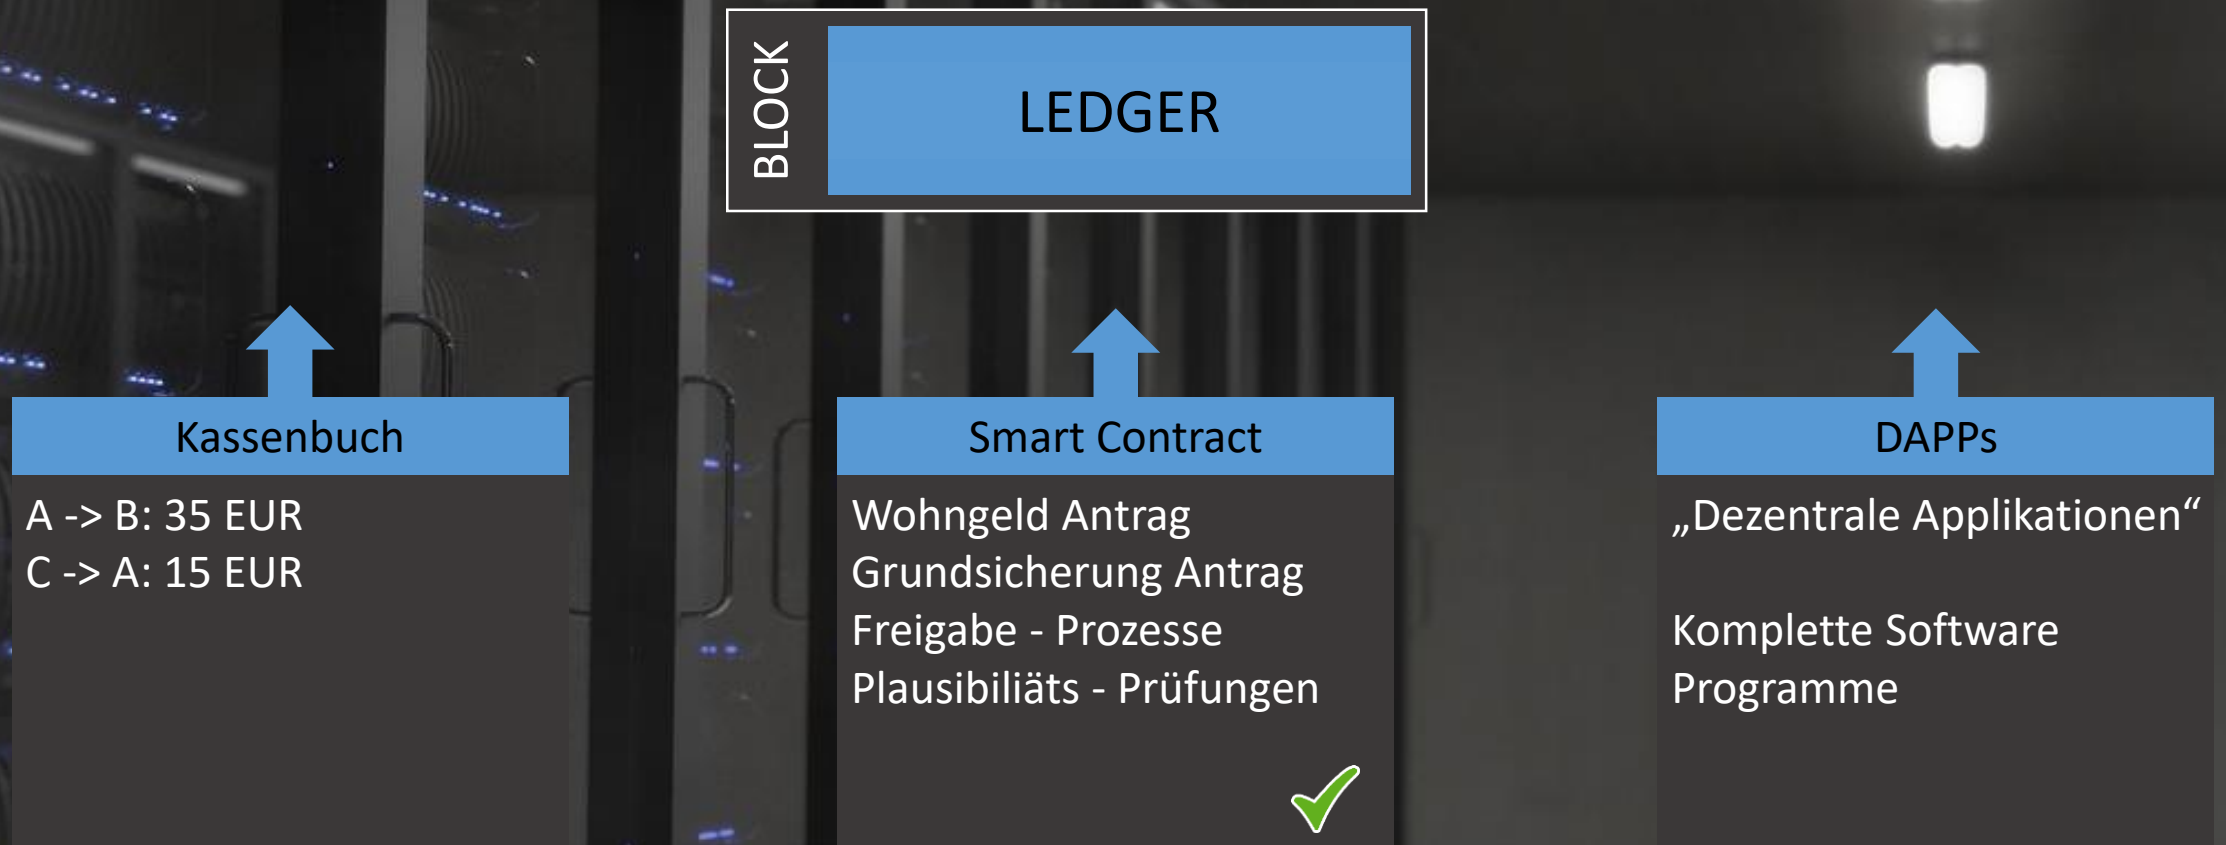 BLOCK
LEDGER
Kassenbuch
A -> B: 35 EUR
C -> A: 15 EUR
Smart Contract
Wohngeld Antrag
Grundsicherung Antrag
Freigabe - Prozesse
Plausibiliäts - Prüfungen
DAPPs
„Dezentrale Applikationen“
Komplette Software
Programme